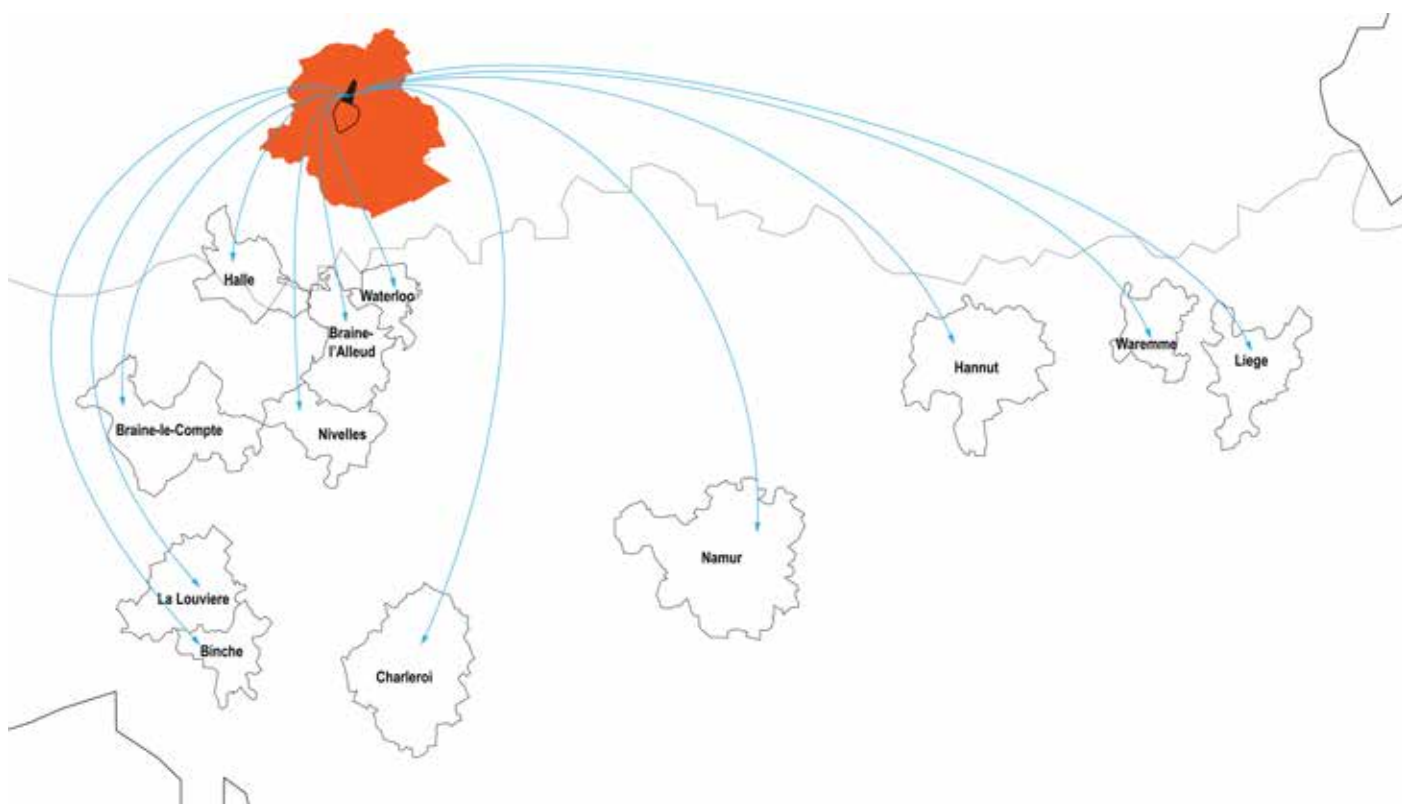 Halle
Waterloo
Braine-
l'Alleud
Waremme
Liege
Hannut
Braine-le-Compte
Nivelles
Namur
La Louviere
Binche
Charleroi